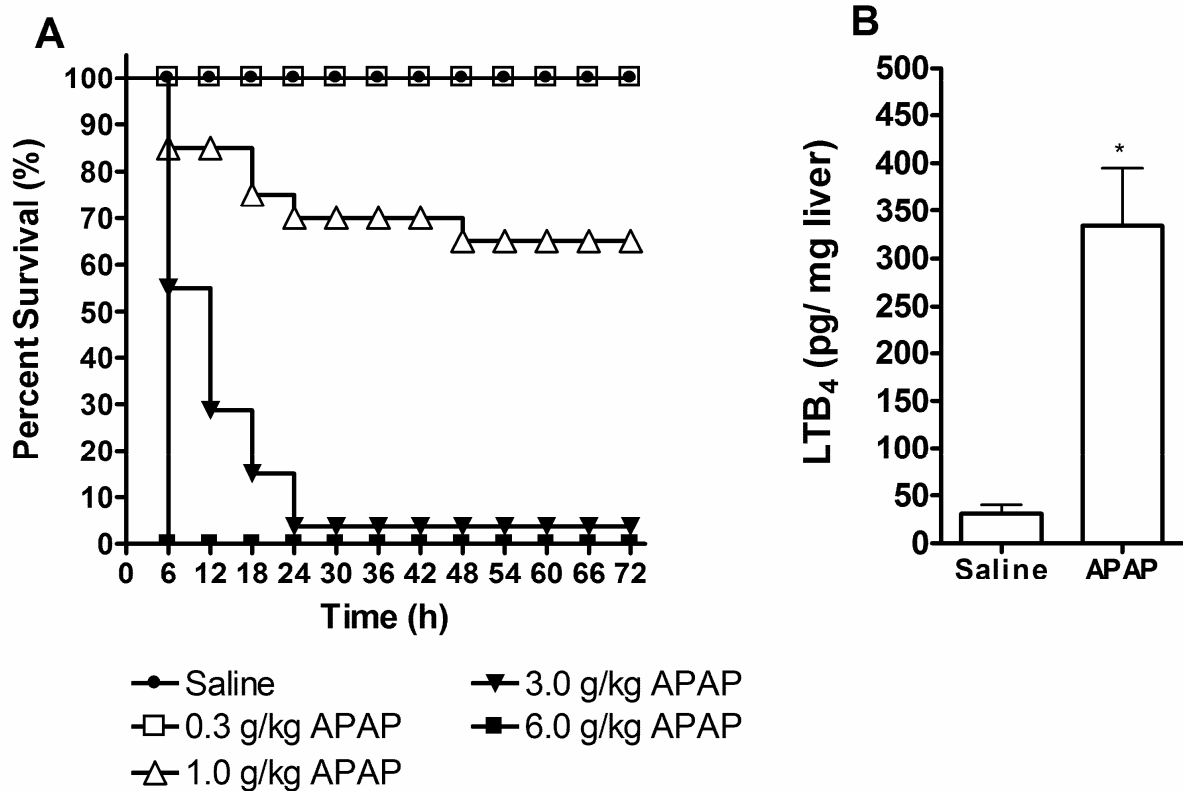 A
Percent Survival (%)
100
90
80
70
60
50
40
30
20
10
0
0 6 12 18 24 30 36 42 48 54 60 66 72
Time (h)
Saline
0.3 g/kg APAP
1.0 g/kg APAP
3.0 g/kg APAP
6.0 g/kg APAP
B
LTB₄ (pg/ mg liver)
500
450
400
350
300
250
200
150
100
50
0
*
Saline APAP